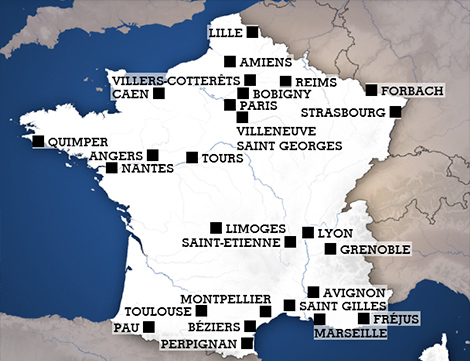 LILLE
AMIENS
VILLERS-COTTERÊTS
REIMS
CAEN
BOBIGNY
FORBACH
PARIS
STRASBOURG
VILLENEUVE
SAINT GEORGES
QUIMPER
ANGERS
TOURS
NANTES
LIMOGES
LYON
SAINT-ETIENNE
GRENOBLE
AVIGNON
MONTPELLIER
SAINT GILLES
TOULOUSE
FRÉJUS
PAU
BÉZIERS
MARSEILLE
PERPIGNAN